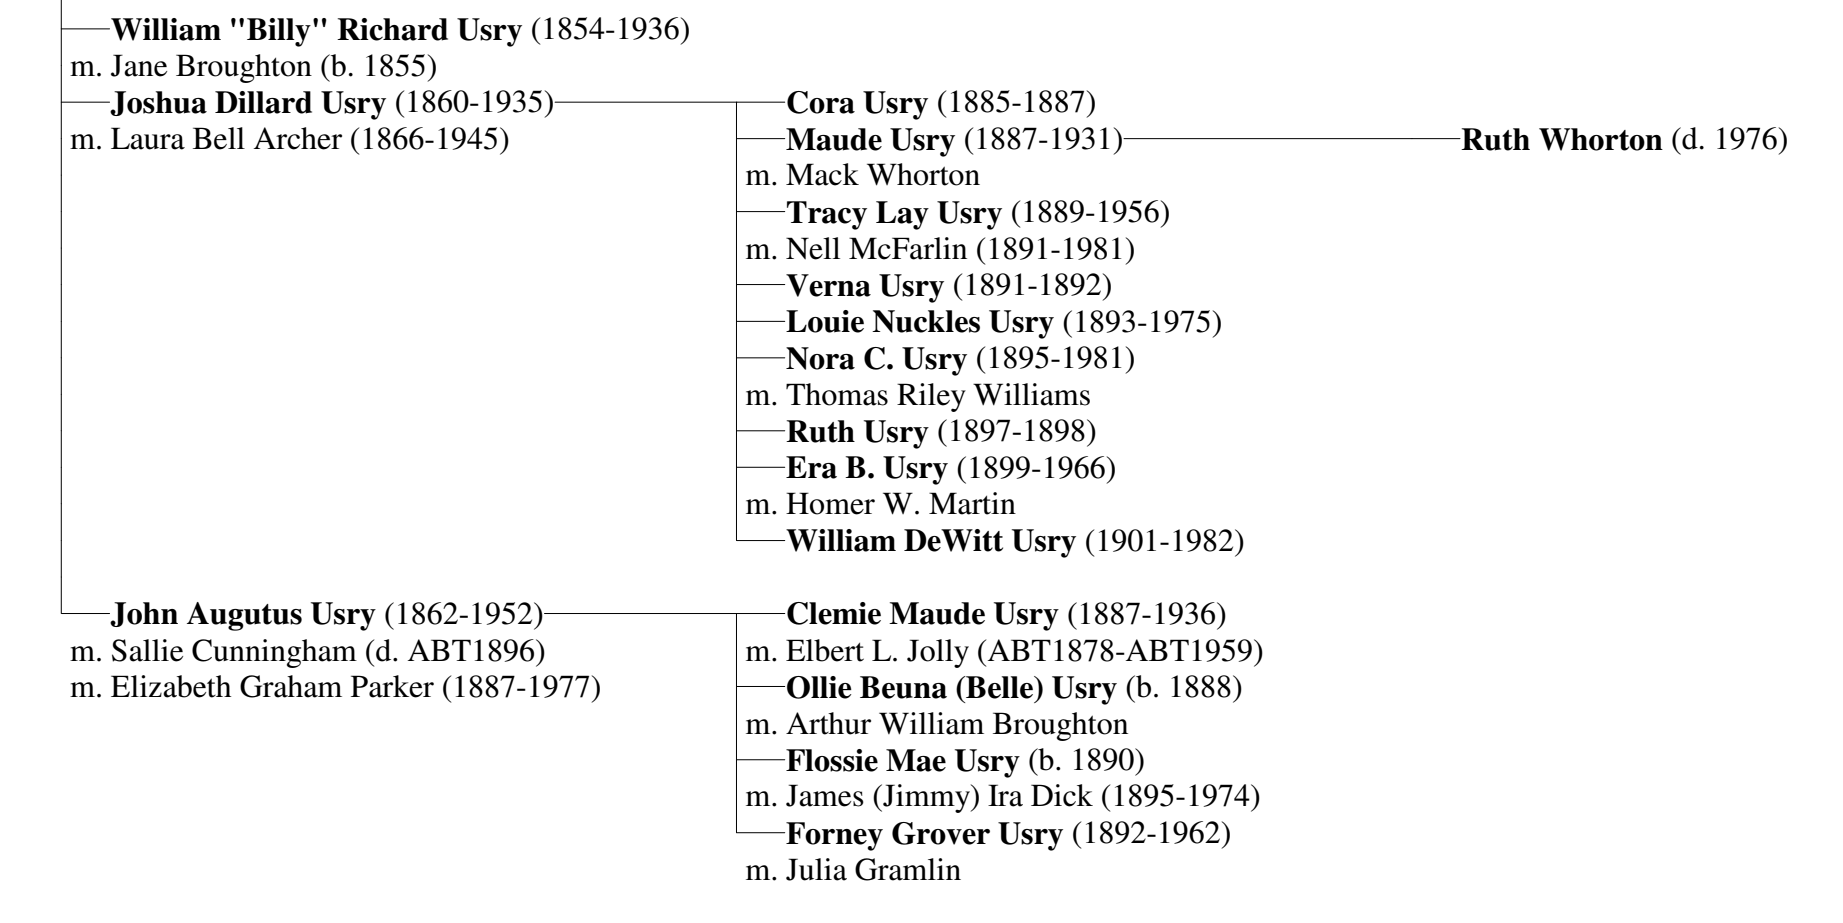 William "Billy" Richard Usry (1854-1936)
m. Jane Broughton (b. 1855)
Joshua Dillard Usry (1860-1935) Cora Usry (1885-1887)
m. Laura Bell Archer (1866-1945) Maude Usry (1887-1931) Ruth Whorton (d. 1976)
m. Mack Whorton
Tracy Lay Usry (1889-1956)
m. Nell McFarlin (1891-1981)
Verna Usry (1891-1892)
Louie Nuckles Usry (1893-1975)
Nora C. Usry (1895-1981)
m. Thomas Riley Williams
Ruth Usry (1897-1898)
Era B. Usry (1899-1966)
m. Homer W. Martin
William DeWitt Usry (1901-1982)
John Augutus Usry (1862-1952) Clemie Maude Usry (1887-1936)
m. Sallie Cunningham (d. ABT1896) m. Elbert L. Jolly (ABT1878-ABT1959)
m. Elizabeth Graham Parker (1887-1977) Ollie Beuna (Belle) Usry (b. 1888)
m. Arthur William Broughton
Flossie Mae Usry (b. 1890)
m. James (Jimmy) Ira Dick (1895-1974)
Forney Grover Usry (1892-1962)
m. Julia Gramlin